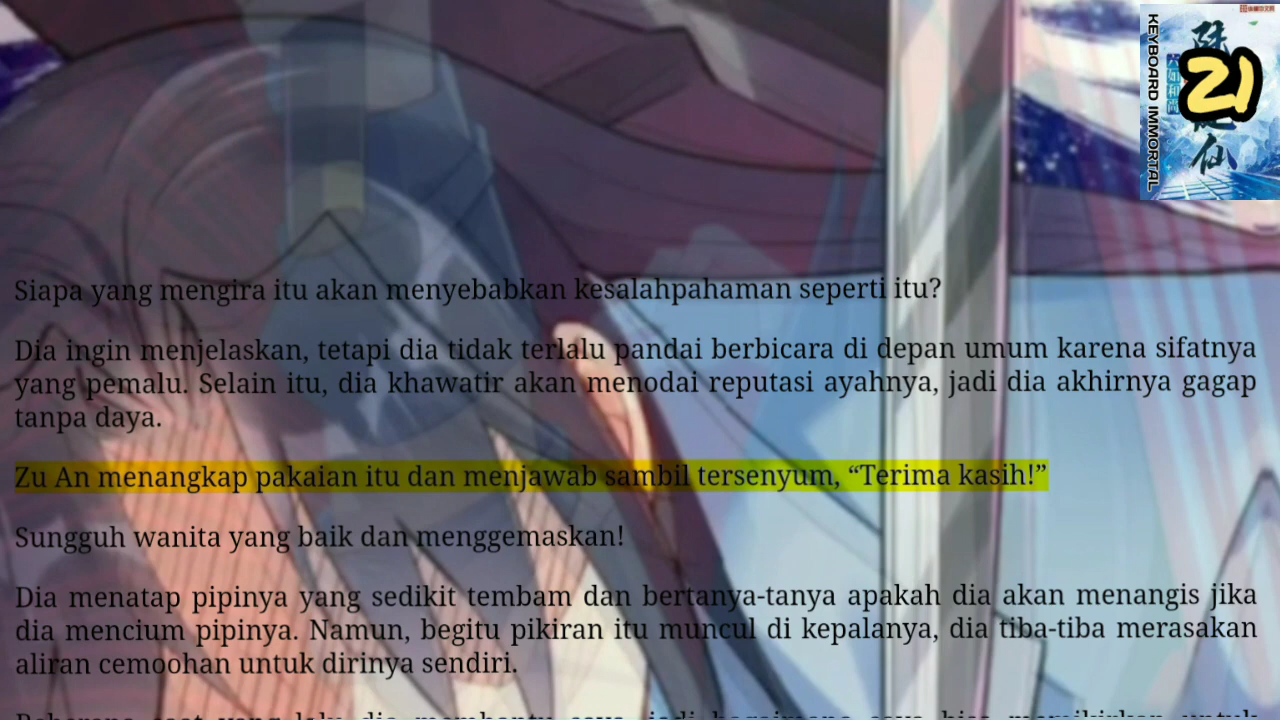 KEYBOARD IMMORTAL
21
仙
Siapa yang mengira itu akan menyebabkan kesalahpahaman seperti itu?
Dia ingin menjelaskan, tetapi dia tidak terlalu pandai berbicara di depan umum karena sifatnya
yang pemalu. Selain itu, dia khawatir akan menodai reputasi ayahnya, jadi dia akhirnya gagap
tanpa daya.
Zu An menangkap pakaian itu dan menjawab sambil tersenyum, “Terima kasih!”
Sungguh wanita yang baik dan menggemaskan!
Dia menatap pipinya yang sedikit tembam dan bertanya-tanya apakah dia akan menangis jika
dia mencium pipinya. Namun, begitu pikiran itu muncul di kepalanya, dia tiba-tiba merasakan
aliran cemoohan untuk dirinya sendiri.